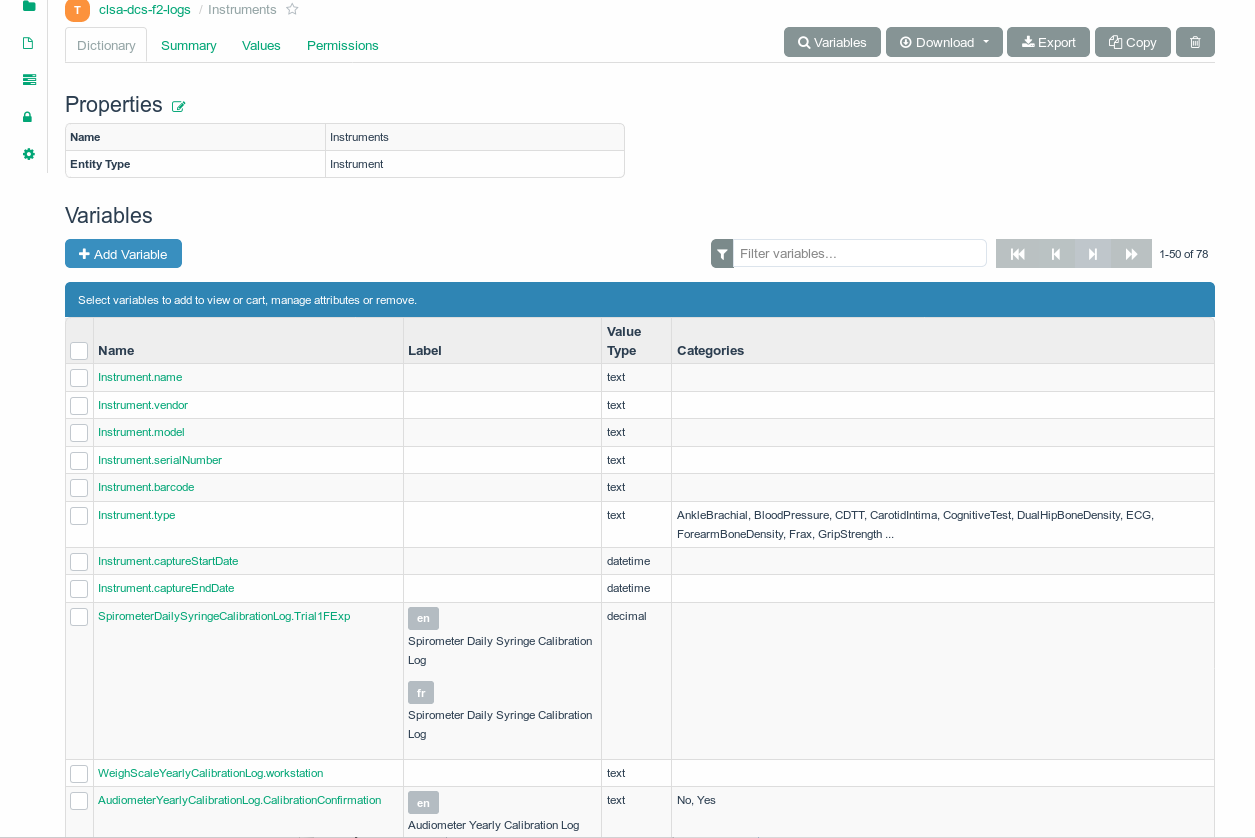 T clsa-dcs-f2-logs / Instruments
Dictionary Summary Values Permissions Variables Download Export Copy
Properties
Name Instruments
Entity Type Instrument
Variables
Add Variable Filter variables... 1-50 of 78
Select variables to add to view or cart, manage attributes or remove.
Name Label Value Type Categories
Instrument.name text
Instrument.vendor text
Instrument.model text
Instrument.serialNumber text
Instrument.barcode text
Instrument.type text AnkleBrachial, BloodPressure, CDTT, CarotidIntima, CognitiveTest, DualHipBoneDensity, ECG,
ForearmBoneDensity, Frax, GripStrength ...
Instrument.captureStartDate datetime
Instrument.captureEndDate datetime
SpirometerDailySyringeCalibrationLog.Trial1FExp en decimal
Spirometer Daily Syringe Calibration
Log
fr
Spirometer Daily Syringe Calibration
Log
WeighScaleYearlyCalibrationLog.workstation text
AudiometerYearlyCalibrationLog.CalibrationConfirmation en text No, Yes
Audiometer Yearly Calibration Log